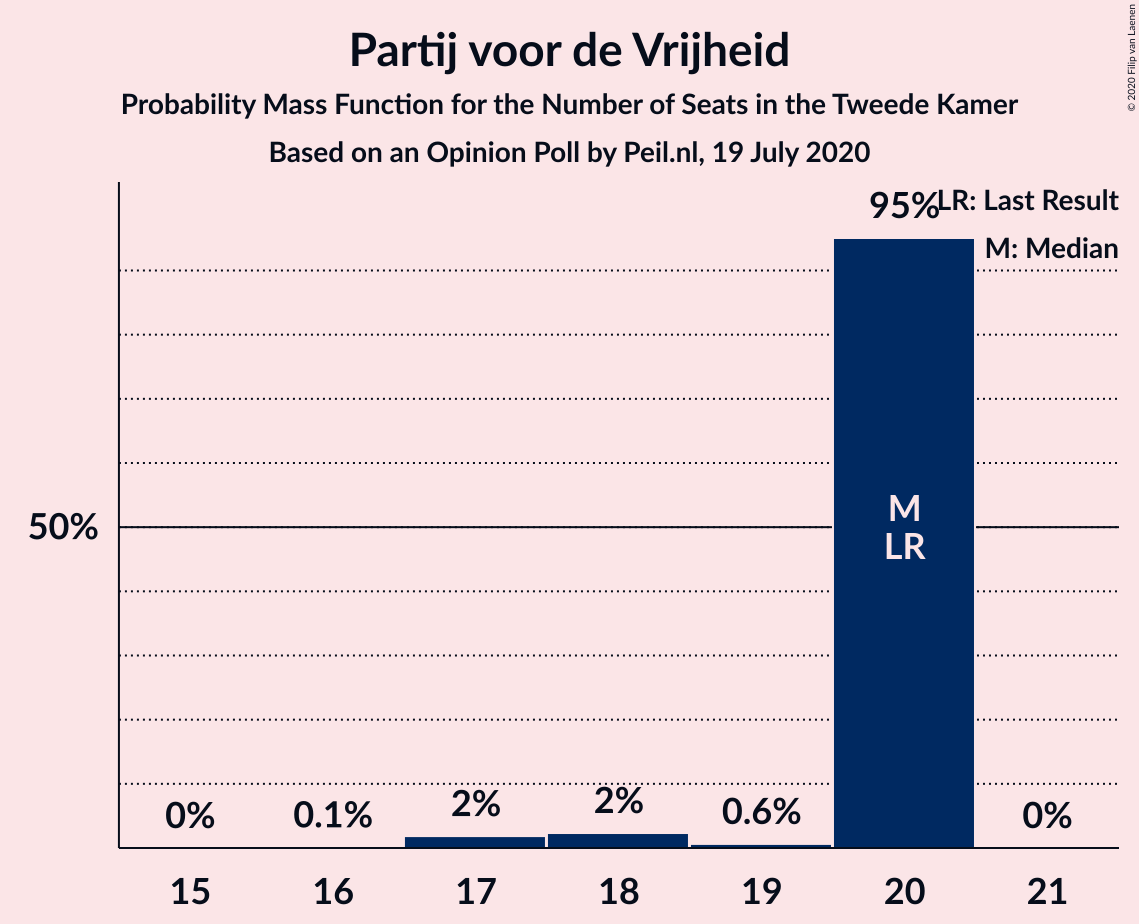 Partij voor de Vrijheid
Probability Mass Function for the Number of Seats in the Tweede Kamer
Based on an Opinion Poll by Peil.nl, 19 July 2020
© 2020 Filip van Laenen
LR: Last Result
M: Median
95%
50%
M
LR
0%
0.1%
2%
2%
0.6%
0%
15
16
17
18
19
20
21